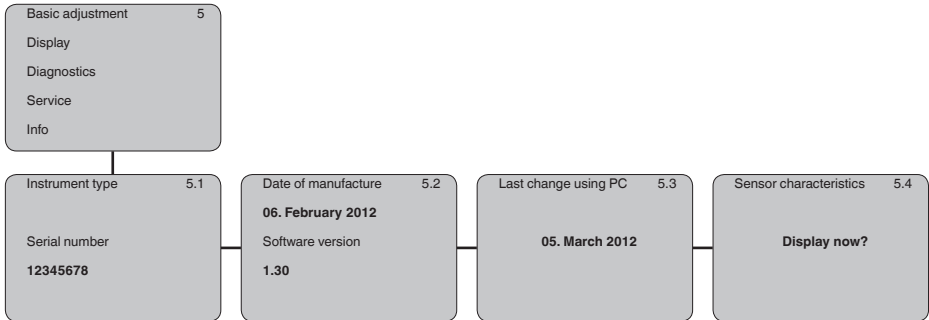 Basic adjustment 5
Display
Diagnostics
Service
Info
Instrument type 5.1
Serial number
12345678
Date of manufacture 5.2
06. February 2012
Software version
1.30
Last change using PC 5.3
05. March 2012
Sensor characteristics 5.4
Display now?